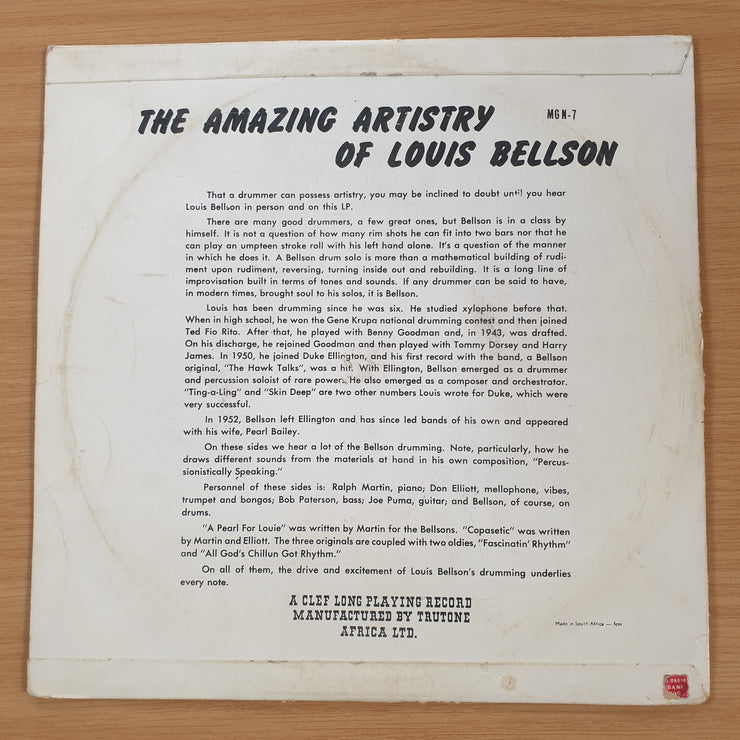 THE AMAZING ARTISTRY
MGN-7
OF LOUIS BELLSON
That a drummer can possess artistry, you may be inclined to doubt until you hear
Louis Bellson in person and on this LP.
There are many good drummers, a few great ones, but Bellson is in a class by
himself. It is not a question of how many rim shots he can fit into two bars nor that he
can play an umpteen stroke roll with his left hand alone. It's a question of the manner
in which he does it. A Bellson drum solo is more than a mathematical building of rudi-
ment upon rudiment, reversing, turning inside out and rebuilding. It is a long line of
improvisation built in terms of tones and sounds. If any drummer can be said to have,
in modern times, brought soul to his solos, it is Bellson.
Louis has been drumming since he was six. He studied xylophone before that.
When in high school, he won the Gene Krupa national drumming contest and then joined
Ted Fio Rito. After that, he played with Benny Goodman and, in 1943, was drafted.
On his discharge, he rejoined Goodman and then played with Tommy Dorsey and Harry
James. In 1950, he joined Duke Ellington, and his first record with the band, a Bellson
original, "The Hawk Talks", was a hit. With Ellington, Bellson emerged as a drummer
and percussion soloist of rare power. He also emerged as a composer and orchestrator.
"Ting-a-Ling" and "Skin Deep" are two other numbers Louis wrote for Duke, which were
very successful.
In 1952, Bellson left Ellington and has since led bands of his own and appeared
with his wife, Pearl Bailey.
On these sides we hear a lot of the Bellson drumming. Note, particularly, how he
draws different sounds from the materials at hand in his own composition, "Percus-
sionistically Speaking."
Personnel of these sides is: Ralph Martin, piano; Don Elliott, mellophone, vibes,
trumpet and bongos; Bob Paterson, bass; Joe Puma, guitar; and Bellson, of course, on
drums.
"A Pearl For Louie" was written by Martin for the Bellsons. "Copasetic" was written
by Martin and Elliott. The three originals are coupled with two oldies, "Fascinatin' Rhythm"
and "All God's Chillun Got Rhythm."
On all of them, the drive and excitement of Louis Bellson's drumming underlies
every note.
A CLEF LONG PLAYING RECORD
MANUFACTURED BY TRUTONE
AFRICA LTD.
Made in South Africa —